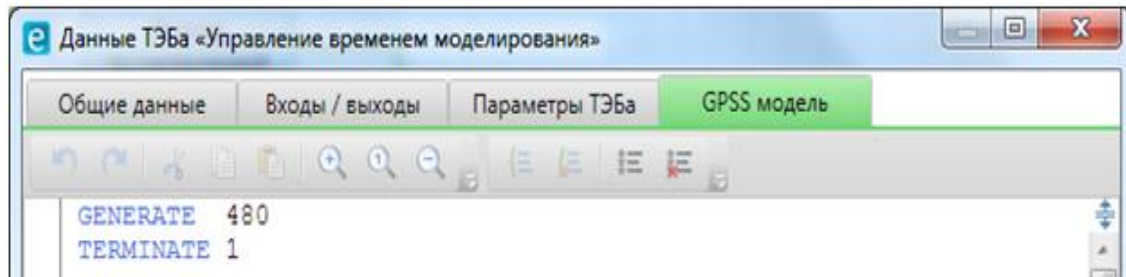 Данные ТЭБа «Управление временем моделирования»
Общие данные Входы / выходы Параметры ТЭБа GPSS модель
GENERATE 480
TERMINATE 1